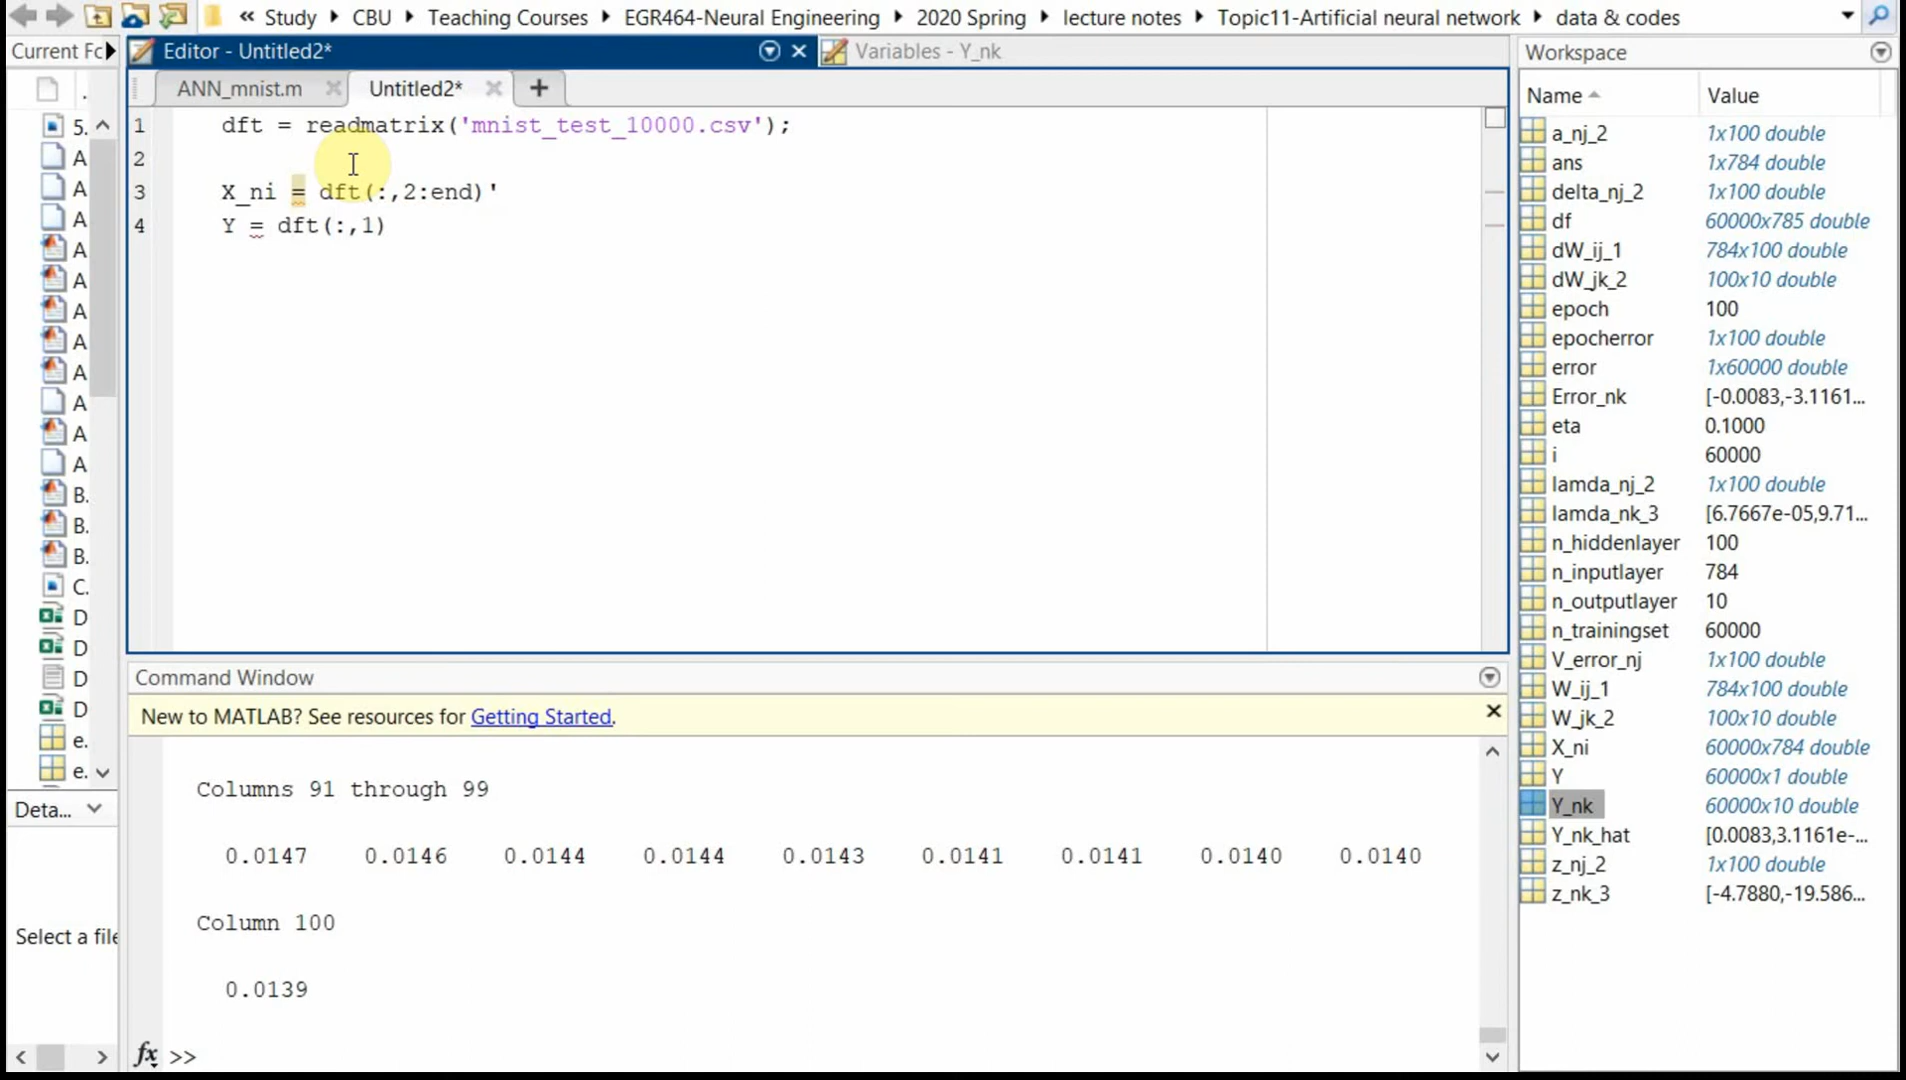 « Study ▸ CBU ▸ Teaching Courses ▸ EGR464-Neural Engineering ▸ 2020 Spring ▸ lecture notes ▸ Topic11-Artificial neural network ▸ data & codes
Current Fc
Editor - Untitled2*
Variables - Y_nk
ANN_mnist.m
Untitled2*
+
1 dft = readmatrix('mnist_test_10000.csv');
2
3 X_ni = dft(:,2:end)'
4 Y = dft(:,1)
.
5.
A
A
A
A
A
A
A
A
A
A
A
B.
B.
B.
C.
D
D
D
D
e.
e.
Deta...
Select a file
Command Window
New to MATLAB? See resources for Getting Started.
Columns 91 through 99
0.0147 0.0146 0.0144 0.0144 0.0143 0.0141 0.0141 0.0140 0.0140
Column 100
0.0139
fx >>
Workspace
Name Value
a_nj_2 1x100 double
ans 1x784 double
delta_nj_2 1x100 double
df 60000x785 double
dW_ij_1 784x100 double
dW_jk_2 100x10 double
epoch 100
epocherror 1x100 double
error 1x60000 double
Error_nk [-0.0083,-3.1161...
eta 0.1000
i 60000
lamda_nj_2 1x100 double
lamda_nk_3 [6.7667e-05,9.71...
n_hiddenlayer 100
n_inputlayer 784
n_outputlayer 10
n_trainingset 60000
V_error_nj 1x100 double
W_ij_1 784x100 double
W_jk_2 100x10 double
X_ni 60000x784 double
Y 60000x1 double
Y_nk 60000x10 double
Y_nk_hat [0.0083,3.1161e-...
z_nj_2 1x100 double
z_nk_3 [-4.7880,-19.586...